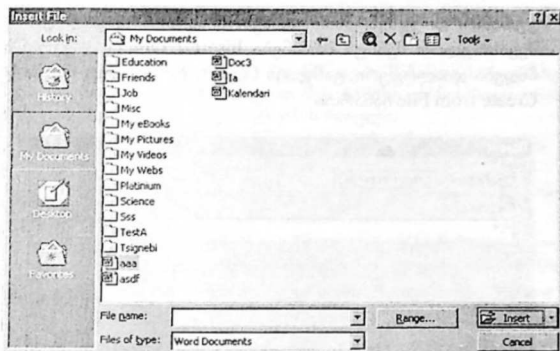 Insert File
Look in: My Documents Tools
History
My Documents
Desktop
Favorites
Education
Friends
Job
Misc
My eBooks
My Pictures
My Videos
My Webs
Platinium
Science
Sss
TestA
Tsignebi
aaa
asdf
Doc3
Ia
Kalendari
File name: Range... Insert
Files of type: Word Documents Cancel